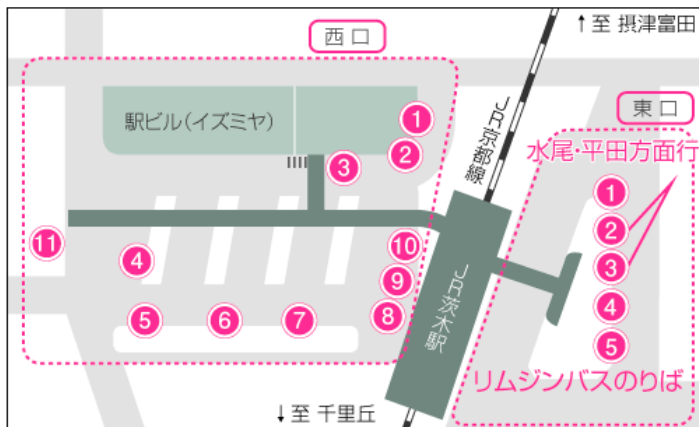 西口
↑至 摂津富田
駅ビル(イズミヤ)
JR京都線
東口
水尾・平田方面行
1
2
3
11
4
5
6
7
10
9
8
JR茨木駅
1
2
3
4
5
リムジンバスのりば
↓至 千里丘